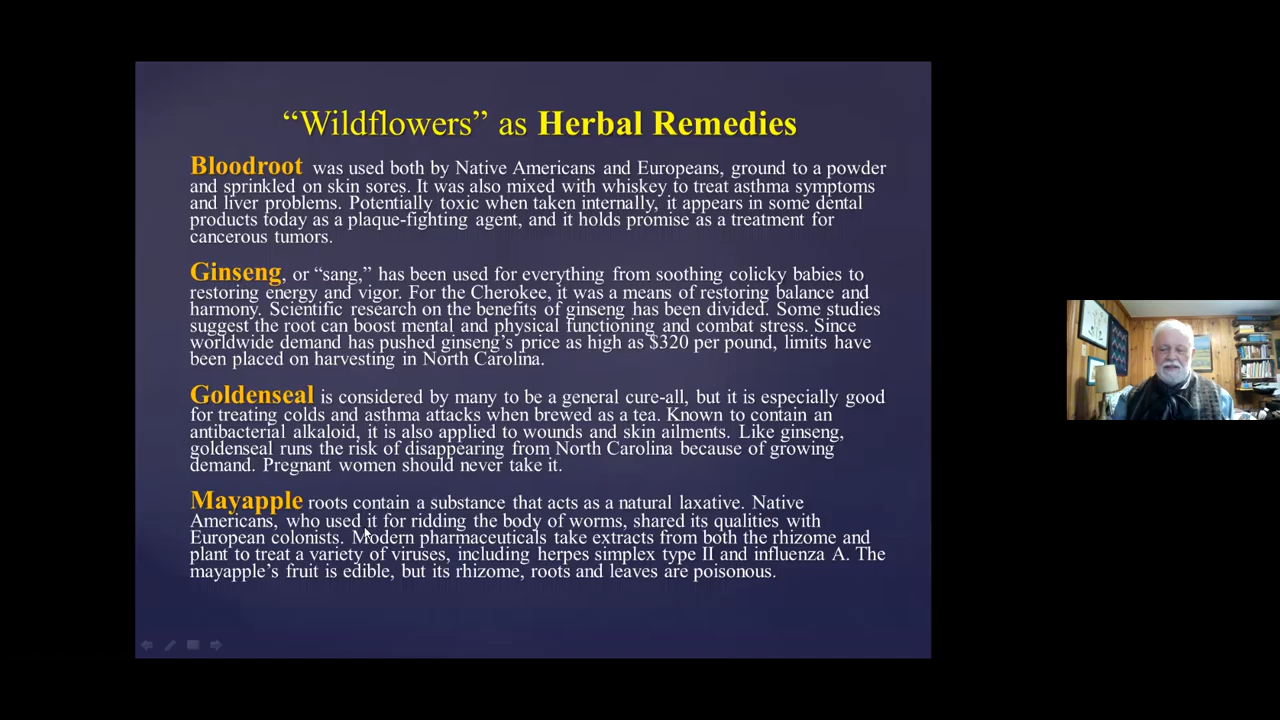 “Wildflowers” as Herbal Remedies
Bloodroot was used both by Native Americans and Europeans, ground to a powder
and sprinkled on skin sores. It was also mixed with whiskey to treat asthma symptoms
and liver problems. Potentially toxic when taken internally, it appears in some dental
products today as a plaque-fighting agent, and it holds promise as a treatment for
cancerous tumors.
Ginseng, or “sang,” has been used for everything from soothing colicky babies to
restoring energy and vigor. For the Cherokee, it was a means of restoring balance and
harmony. Scientific research on the benefits of ginseng has been divided. Some studies
suggest the root can boost mental and physical functioning and combat stress. Since
worldwide demand has pushed ginseng’s price as high as $320 per pound, limits have
been placed on harvesting in North Carolina.
Goldenseal is considered by many to be a general cure-all, but it is especially good
for treating colds and asthma attacks when brewed as a tea. Known to contain an
antibacterial alkaloid, it is also applied to wounds and skin ailments. Like ginseng,
goldenseal runs the risk of disappearing from North Carolina because of growing
demand. Pregnant women should never take it.
Mayapple roots contain a substance that acts as a natural laxative. Native
Americans, who used it for ridding the body of worms, shared its qualities with
European colonists. Modern pharmaceuticals take extracts from both the rhizome and
plant to treat a variety of viruses, including herpes simplex type II and influenza A. The
mayapple’s fruit is edible, but its rhizome, roots and leaves are poisonous.